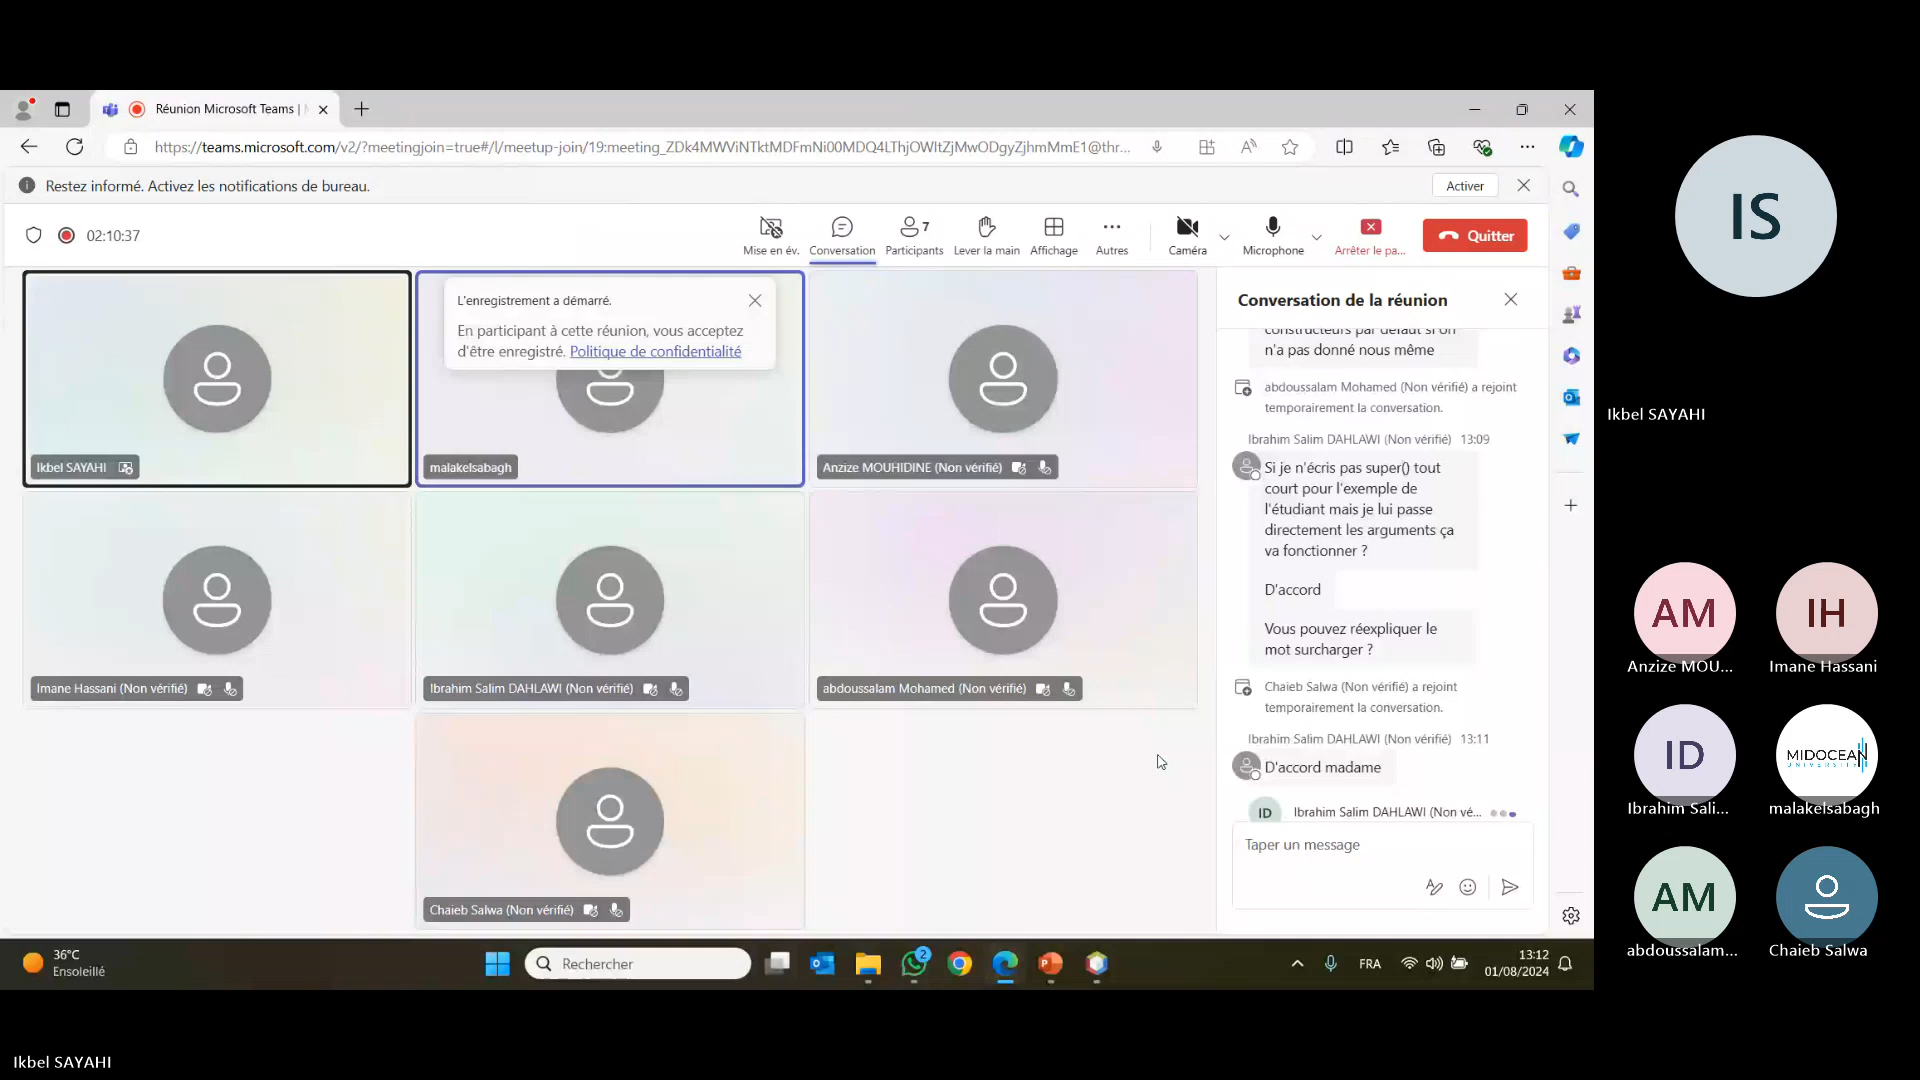 Réunion Microsoft Teams |
https://teams.microsoft.com/v2/?meetingjoin=true#/l/meetup-join/19:meeting_ZDk4MWViNTktMDFmNi00MDQ4LThjOWItZjMwODgyZjhmMmE1@thr...
Restez informé. Activez les notifications de bureau.
Activer
02:10:37
7
Mise en év.
Conversation
Participants
Lever la main
Affichage
Autres
Caméra
Microphone
Arrêter le pa...
Quitter
L'enregistrement a démarré.
En participant à cette réunion, vous acceptez
d'être enregistré. Politique de confidentialité
Ikbel SAYAHI
malakelsabagh
Anzize MOUHIDINE (Non vérifié)
Imane Hassani (Non vérifié)
Ibrahim Salim DAHLAWI (Non vérifié)
abdoussalam Mohamed (Non vérifié)
Chaieb Salwa (Non vérifié)
Conversation de la réunion
constructeurs par défaut si on
n'a pas donné nous même
abdoussalam Mohamed (Non vérifié) a rejoint
temporairement la conversation.
Ibrahim Salim DAHLAWI (Non vérifié) 13:09
Si je n'écris pas super() tout
court pour l'exemple de
l'étudiant mais je lui passe
directement les arguments ça
va fonctionner ?
D'accord
Vous pouvez réexpliquer le
mot surcharger ?
Chaieb Salwa (Non vérifié) a rejoint
temporairement la conversation.
Ibrahim Salim DAHLAWI (Non vérifié) 13:11
D'accord madame
ID
Ibrahim Salim DAHLAWI (Non vé...
Taper un message
36°C
Ensoleillé
Rechercher
2
FRA
13:12
01/08/2024
IS
Ikbel SAYAHI
AM
Anzize MOU...
IH
Imane Hassani
ID
Ibrahim Sali...
MIDOCEAN
UNIVERSITY
malakelsabagh
AM
abdoussalam...
Chaieb Salwa
Ikbel SAYAHI